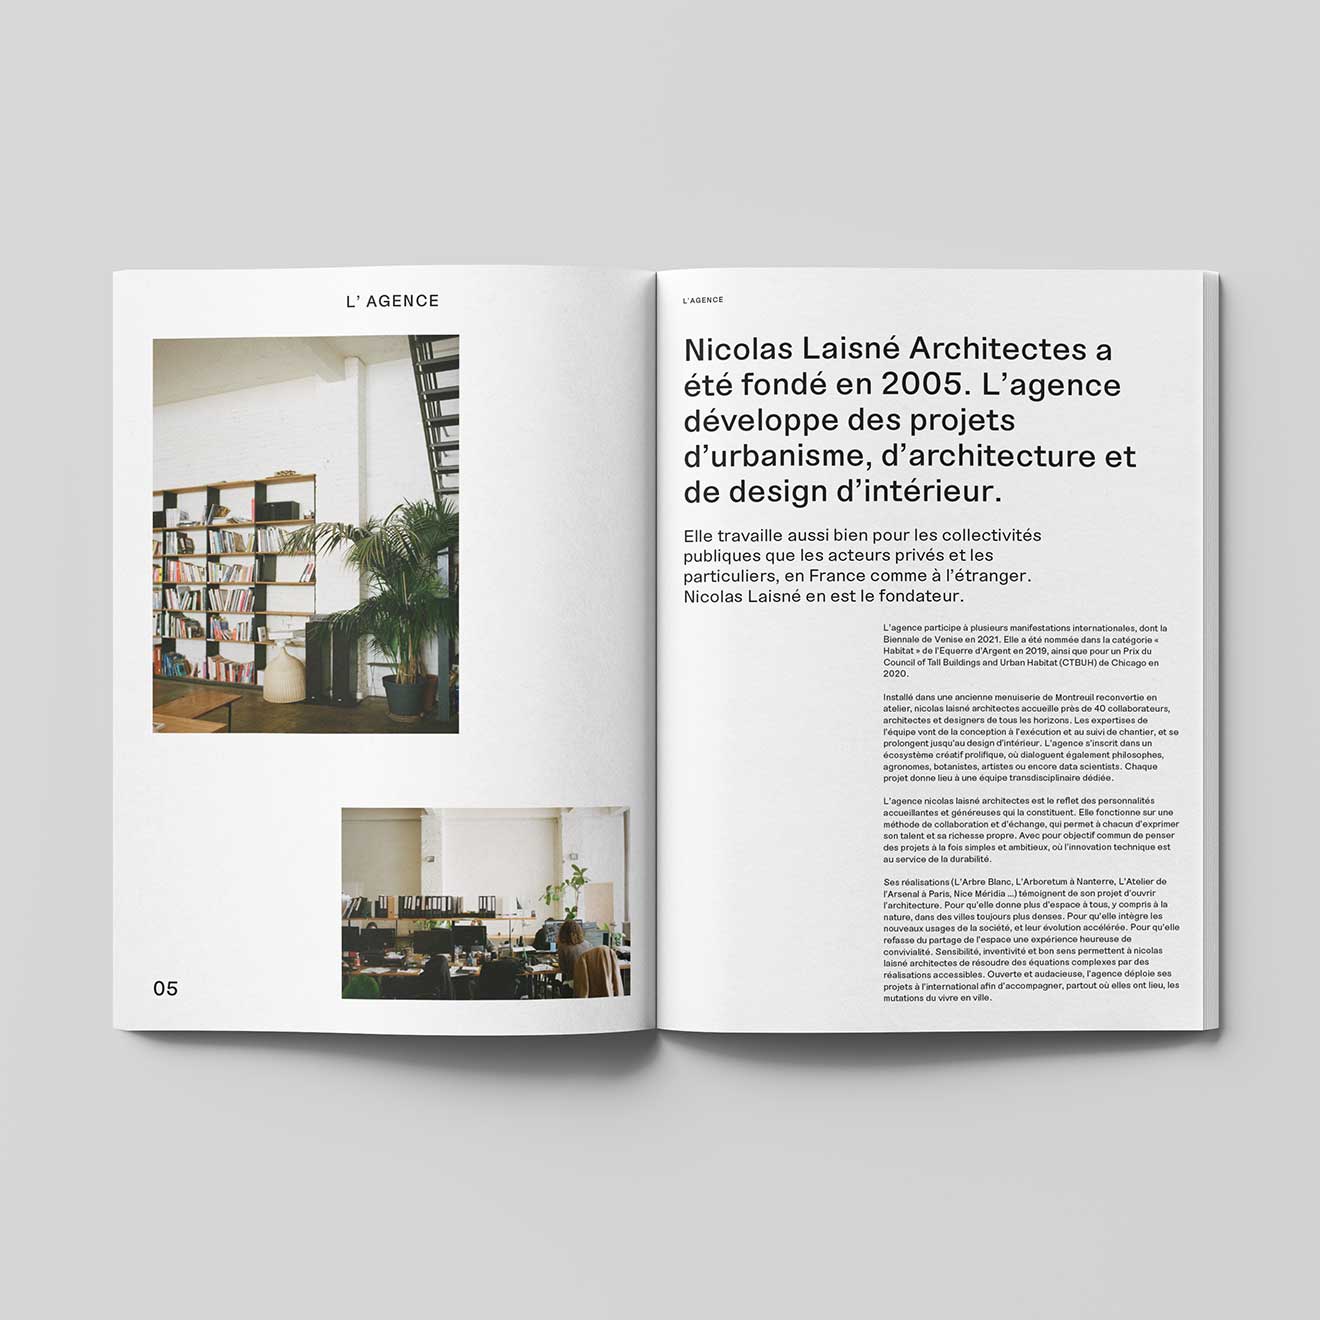 L' AGENCE
05
L'AGENCE
Nicolas Laisné Architectes a
été fondé en 2005. L'agence
développe des projets
d'urbanisme, d'architecture et
de design d'intérieur.
Elle travaille aussi bien pour les collectivités
publiques que les acteurs privés et les
particuliers, en France comme à l'étranger.
Nicolas Laisné en est le fondateur.
L'agence participe à plusieurs manifestations internationales, dont la
Biennale de Venise en 2021. Elle a été nommée dans la catégorie «
Habitat » de l'Equerre d'Argent en 2019, ainsi que pour un Prix du
Council of Tall Buildings and Urban Habitat (CTBUH) de Chicago en
2020.
Installé dans une ancienne menuiserie de Montreuil reconvertie en
atelier, nicolas laisné architectes accueille près de 40 collaborateurs,
architectes et designers de tous les horizons. Les expertises de
l'équipe vont de la conception à l'exécution et au suivi de chantier, et se
prolongent jusqu'au design d'intérieur. L'agence s'inscrit dans un
écosystème créatif prolifique, où dialoguent également philosophes,
agronomes, botanistes, artistes ou encore data scientists. Chaque
projet donne lieu à une équipe transdisciplinaire dédiée.
L'agence nicolas laisné architectes est le reflet des personnalités
accueillantes et généreuses qui la constituent. Elle fonctionne sur une
méthode de collaboration et d'échange, qui permet à chacun d'exprimer
son talent et sa richesse propre. Avec pour objectif commun de penser
des projets à la fois simples et ambitieux, où l'innovation technique est
au service de la durabilité.
Ses réalisations (L'Arbre Blanc, L'Arboretum à Nanterre, L'Atelier de
l'Arsenal à Paris, Nice Méridia ...) témoignent de son projet d'ouvrir
l'architecture. Pour qu'elle donne plus d'espace à tous, y compris à la
nature, dans des villes toujours plus denses. Pour qu'elle intègre les
nouveaux usages de la société, et leur évolution accélérée. Pour qu'elle
refasse du partage de l'espace une expérience heureuse de
convivialité. Sensibilité, inventivité et bon sens permettent à nicolas
laisné architectes de résoudre des équations complexes par des
réalisations accessibles. Ouverte et audacieuse, l'agence déploie ses
projets à l'international afin d'accompagner, partout où elles ont lieu, les
mutations du vivre en ville.